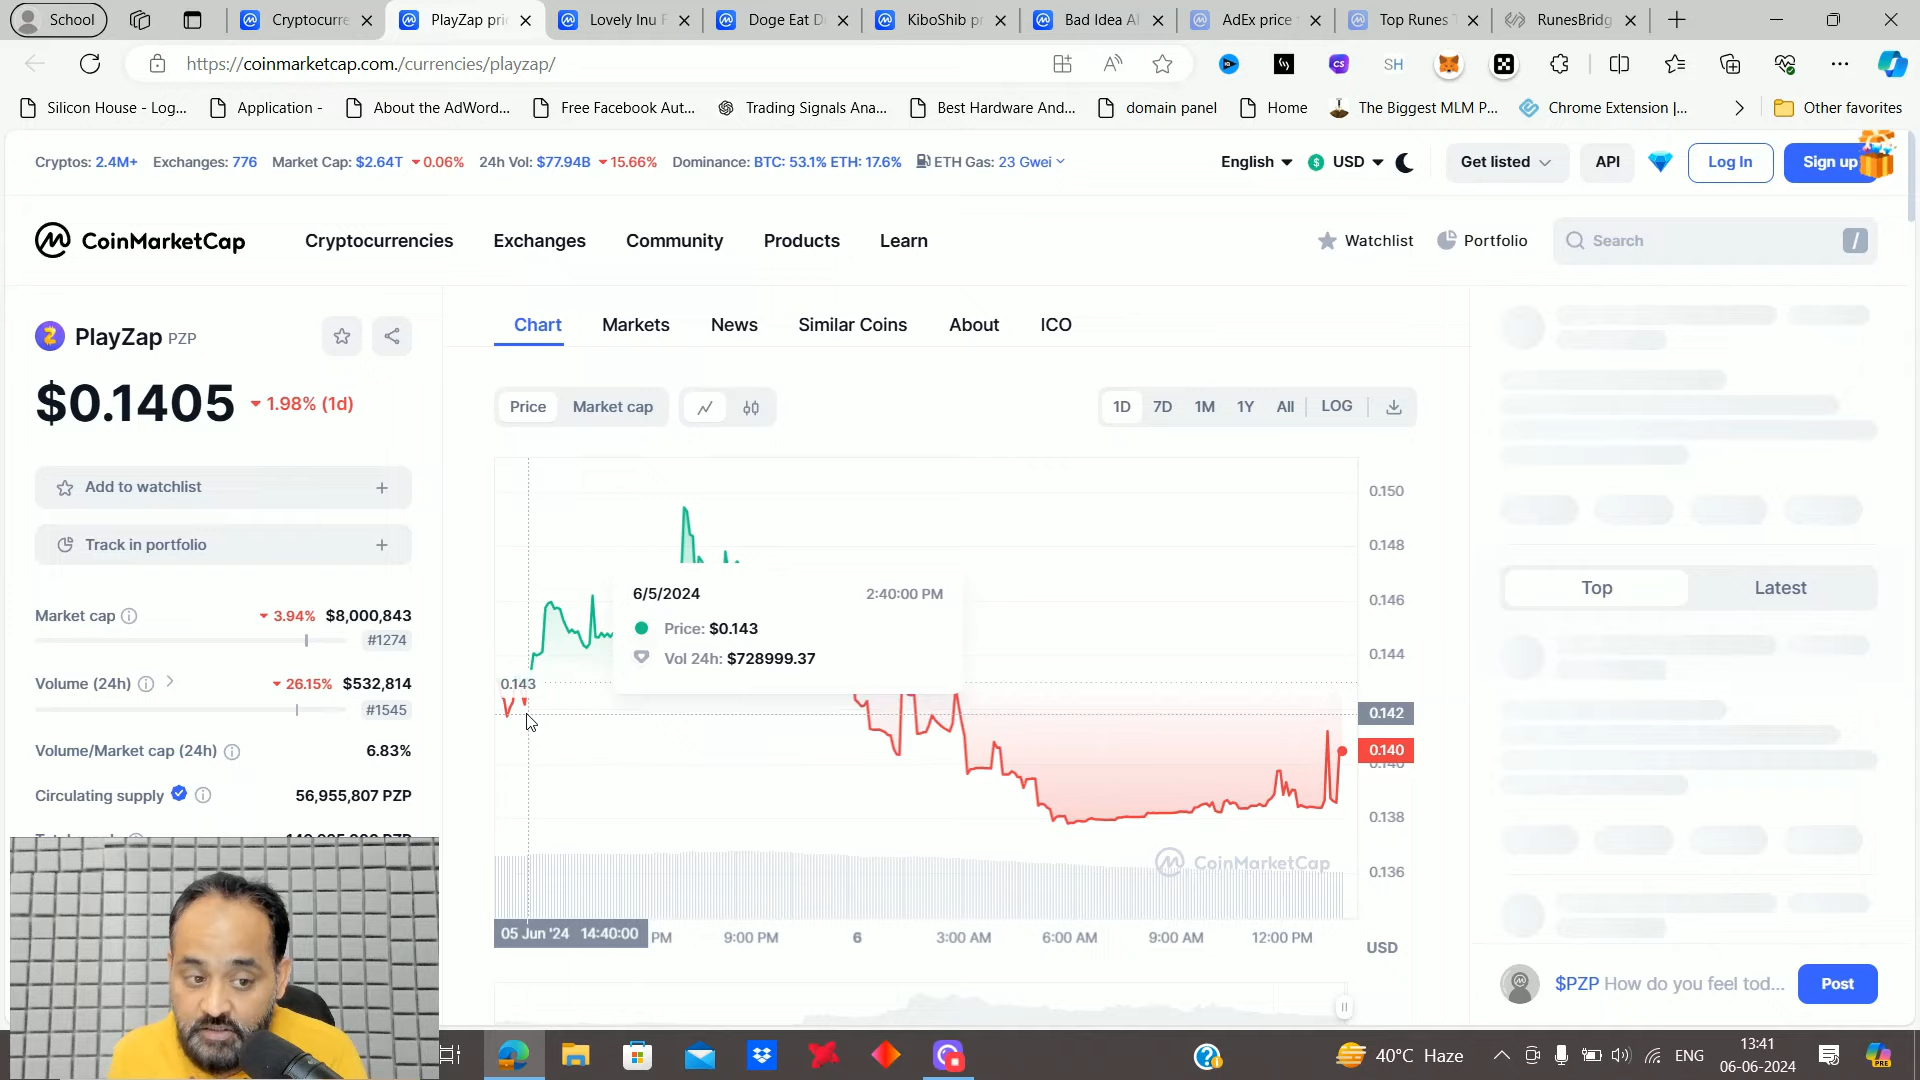 School
Cryptocurre
PlayZap pri
Lovely Inu F
Doge Eat D
KiboShib pr
Bad Idea AI
AdEx price t
Top Runes T
RunesBridg
https://coinmarketcap.com./currencies/playzap/
Silicon House - Log...
Application -
About the AdWord...
Free Facebook Aut...
Trading Signals Ana...
Best Hardware And...
domain panel
Home
The Biggest MLM P...
Chrome Extension |...
Other favorites
Cryptos: 2.4M+ Exchanges: 776 Market Cap: $2.64T 0.06% 24h Vol: $77.94B 15.66% Dominance: BTC: 53.1% ETH: 17.6% ETH Gas: 23 Gwei
English
USD
Get listed
API
Log In
Sign up
CoinMarketCap
Cryptocurrencies
Exchanges
Community
Products
Learn
Watchlist
Portfolio
Search
/
PlayZap PZP
$0.1405 1.98% (1d)
Add to watchlist +
Track in portfolio +
Market cap 3.94% $8,000,843
#1274
Volume (24h) 26.15% $532,814
#1545
Volume/Market cap (24h) 6.83%
Circulating supply 56,955,807 PZP
Chart
Markets
News
Similar Coins
About
ICO
Price
Market cap
1D
7D
1M
1Y
All
LOG
0.150
0.148
0.146
0.144
0.142
0.140
0.138
0.136
6/5/2024 2:40:00 PM
Price: $0.143
Vol 24h: $728999.37
0.143
CoinMarketCap
05 Jun '24 14:40:00
PM
9:00 PM
6
3:00 AM
6:00 AM
9:00 AM
12:00 PM
USD
Top
Latest
$PZP How do you feel tod...
Post
40°C Haze
ENG
13:41
06-06-2024